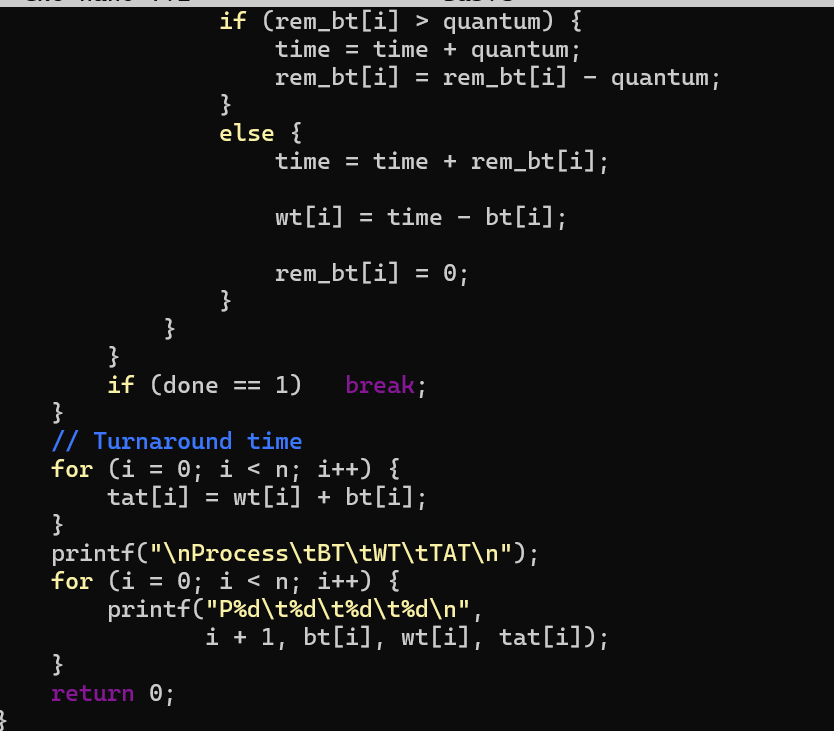 if (rem_bt[i] > quantum) {
                    time = time + quantum;
                    rem_bt[i] = rem_bt[i] - quantum;
                }
                else {
                    time = time + rem_bt[i];

                    wt[i] = time - bt[i];

                    rem_bt[i] = 0;
                }
            }
        }
        if (done == 1)   break;
    }
    // Turnaround time
    for (i = 0; i < n; i++) {
        tat[i] = wt[i] + bt[i];
    }
    printf("\nProcess\tBT\tWT\tTAT\n");
    for (i = 0; i < n; i++) {
        printf("P%d\t%d\t%d\t%d\n",
               i + 1, bt[i], wt[i], tat[i]);
    }
    return 0;
}